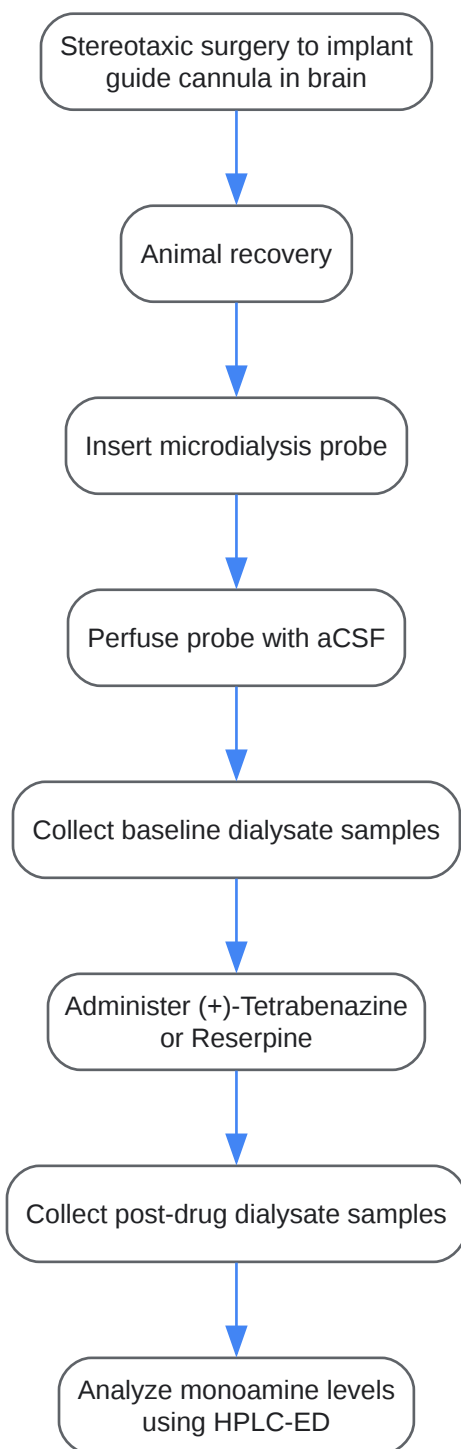 Stereotaxic surgery to implant
guide cannula in brain
Animal recovery
Insert microdialysis probe
Perfuse probe with aCSF
Collect baseline dialysate samples
Administer (+)-Tetrabenazine
or Reserpine
Collect post-drug dialysate samples
Analyze monoamine levels
using HPLC-ED